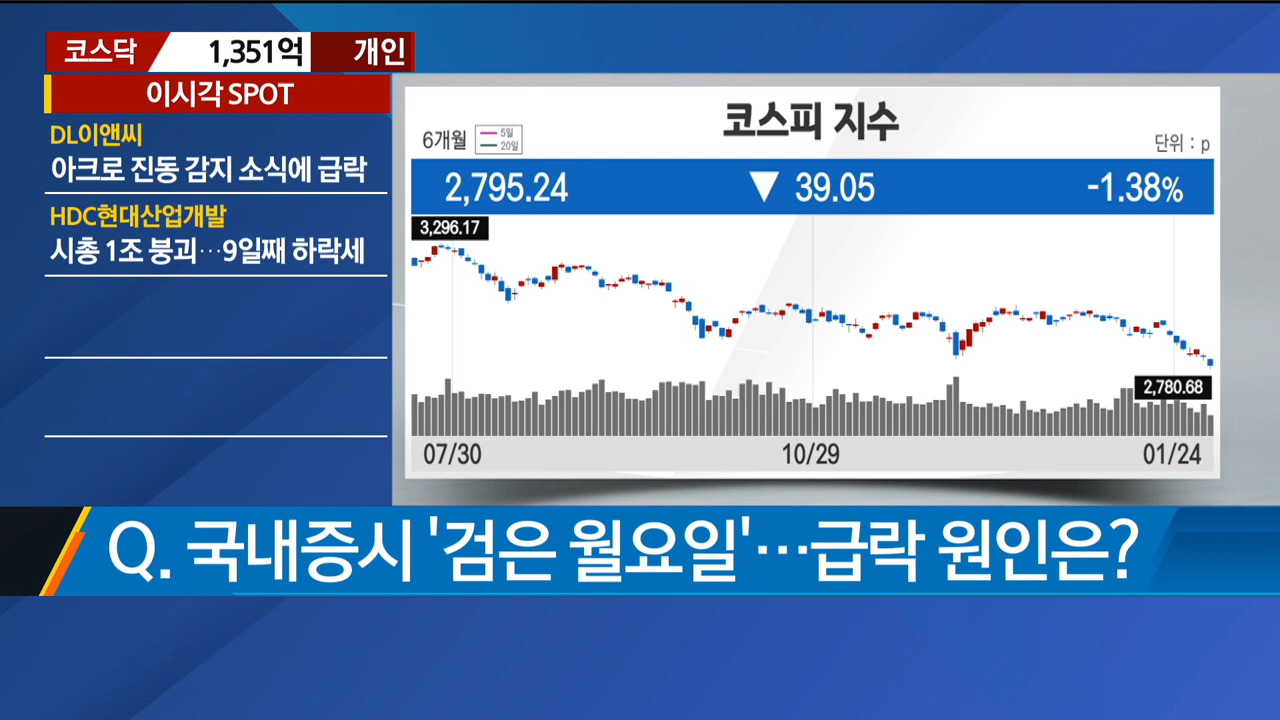 코스닥 1,351억 개인
이시각 SPOT
DL이앤씨
아크로 진동 감지 소식에 급락
HDC현대산업개발
시총 1조 붕괴…9일째 하락세
코스피 지수
6개월
5일
20일
단위 : p
2,795.24 ▼ 39.05 -1.38%
3,296.17
2,780.68
07/30 10/29 01/24
Q. 국내증시 '검은 월요일'…급락 원인은?